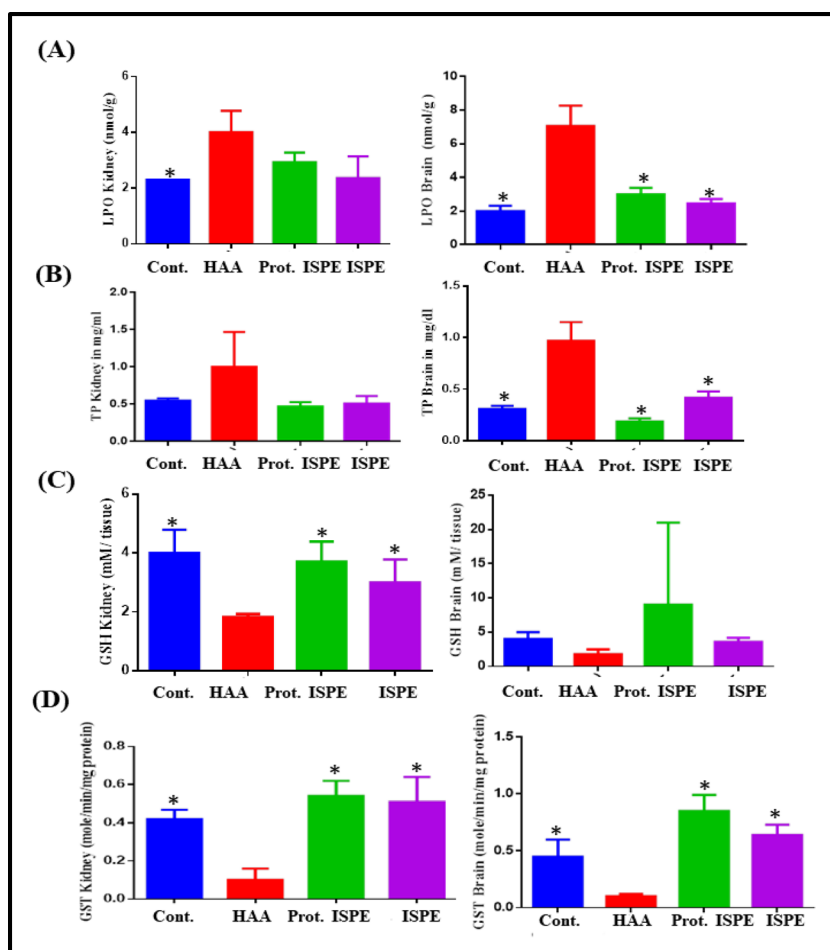 (A)
LPO Kidney (nmol/g)
6
4
2
0
*
Cont. HAA Prot. ISPE ISPE
LPO Brain (nmol/g)
10
8
6
4
2
0
* * *
Cont. HAA Prot. ISPE ISPE
(B)
TP Kidney in mg/ml
2.0
1.5
1.0
0.5
0.0
Cont. HAA Prot. ISPE ISPE
TP Brain in mg/dl
1.5
1.0
0.5
0.0
* * *
Cont. HAA Prot. ISPE ISPE
(C)
GSH Kidney (mM/ tissue)
6
4
2
0
* * *
Cont. HAA Prot. ISPE ISPE
GSH Brain (mM/ tissue)
25
20
15
10
5
0
Cont. HAA Prot. ISPE ISPE
(D)
GST Kidney (mole/min/mg protein)
0.8
0.6
0.4
0.2
0.0
* * *
Cont. HAA Prot. ISPE ISPE
GST Brain (mole/min/mg protein)
1.5
1.0
0.5
0.0
* * *
Cont. HAA Prot. ISPE ISPE